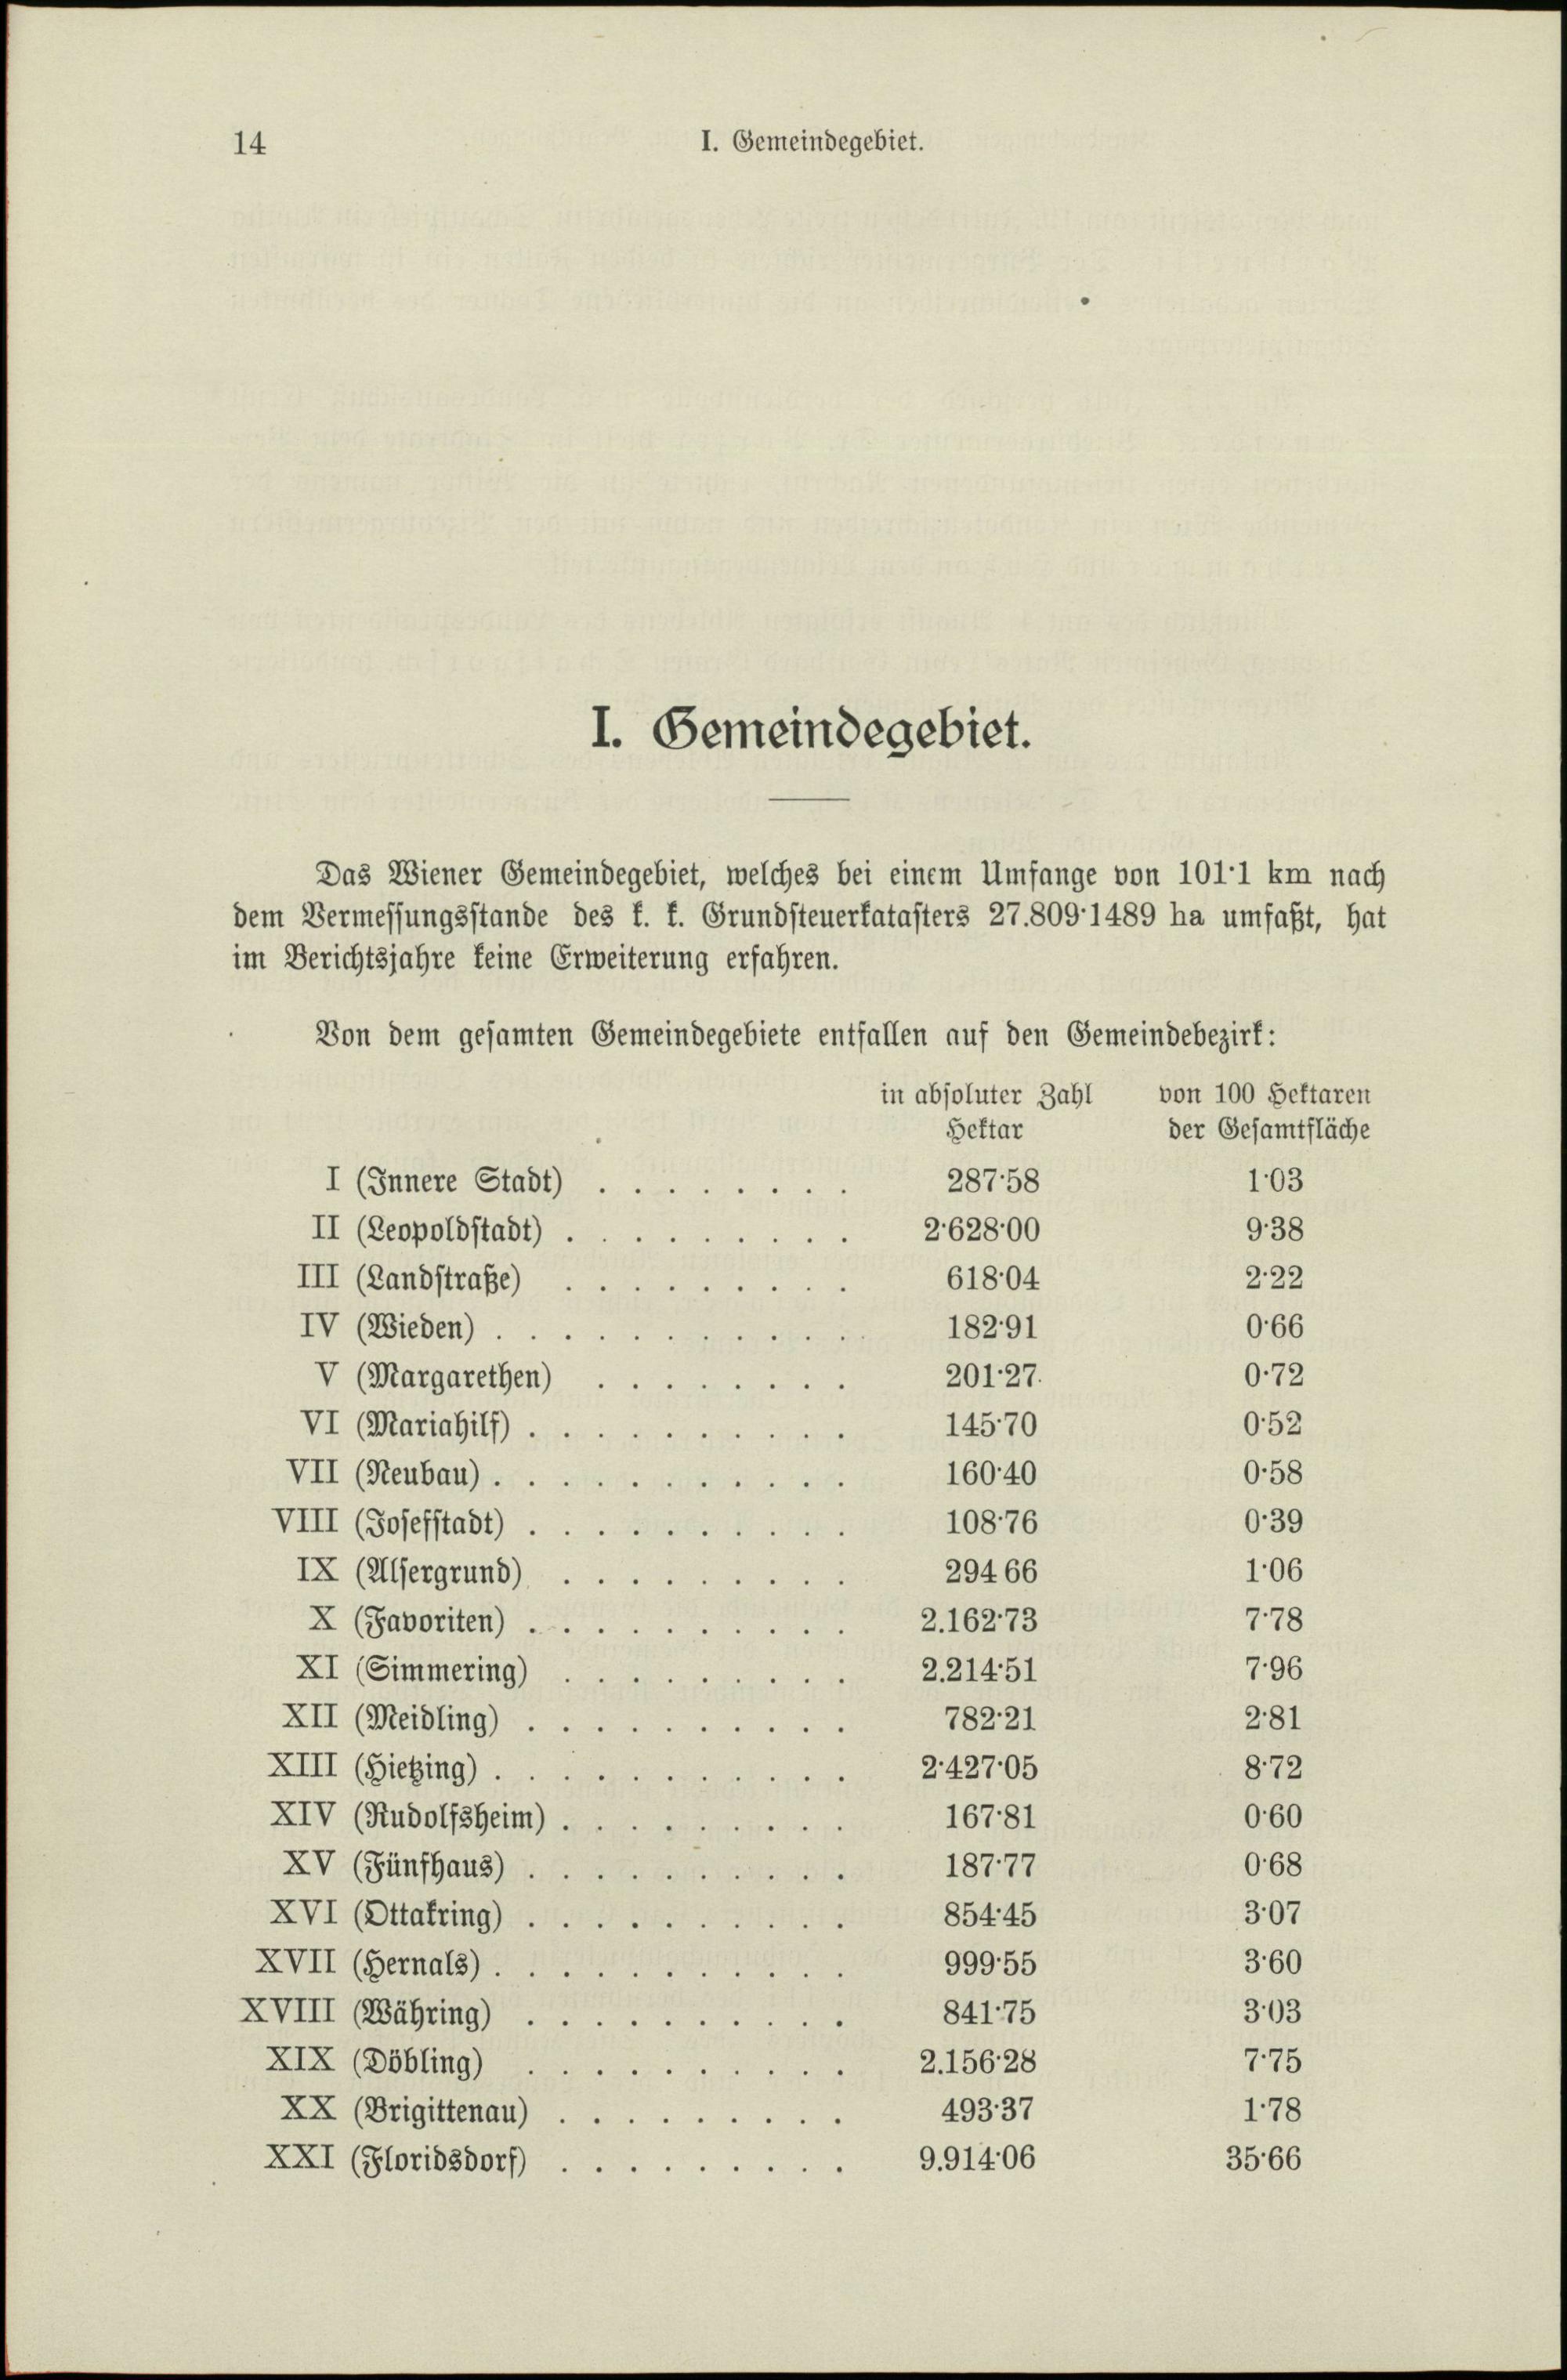 14
I. Gemeindegebiet.
I. Gemeindegebiet.
Das Wiener Gemeindegebiet, welches bei einem Umfange von 101·1 km nach
dem Vermessungsstande des k. k. Grundsteuerkatasters 27.809·1489 ha umfaßt, hat
im Berichtsjahre keine Erweiterung erfahren.
Von dem gesamten Gemeindegebiete entfallen auf den Gemeindebezirk:
in absoluter Zahl von 100 Hektaren
Hektar der Gesamtfläche
I (Innere Stadt) . . . . . . . . 287·58 1·03
II (Leopoldstadt) . . . . . . . . . 2·628·00 9·38
III (Landstraße) . . . . . . . . . 618·04 2·22
IV (Wieden) . . . . . . . . . . . 182·91 0·66
V (Margarethen) . . . . . . . . 201·27. 0·72
VI (Mariahilf) . . . . . . . . . . 145·70 0·52
VII (Neubau) . . . . . . . . . . . 160·40 0·58
VIII (Josefstadt) . . . . . . . . . . 108·76 0·39
IX (Alsergrund) . . . . . . . . . 294 66 1·06
X (Favoriten) . . . . . . . . . . 2.162·73 7·78
XI (Simmering) . . . . . . . . . 2.214·51 7·96
XII (Meidling) . . . . . . . . . . 782·21 2·81
XIII (Hietzing) . . . . . . . . . . . 2·427·05 8·72
XIV (Rudolfsheim) . . . . . . . . . 167·81 0·60
XV (Fünfhaus) . . . . . . . . . . 187·77 0·68
XVI (Ottakring) . . . . . . . . . . 854·45 3·07
XVII (Hernals) . . . . . . . . . . . 999·55 3·60
XVIII (Währing) . . . . . . . . . . 841·75 3·03
XIX (Döbling) . . . . . . . . . . 2.156·28 7·75
XX (Brigittenau) . . . . . . . . . 493·37 1·78
XXI (Floridsdorf) . . . . . . . . . 9.914·06 35·66